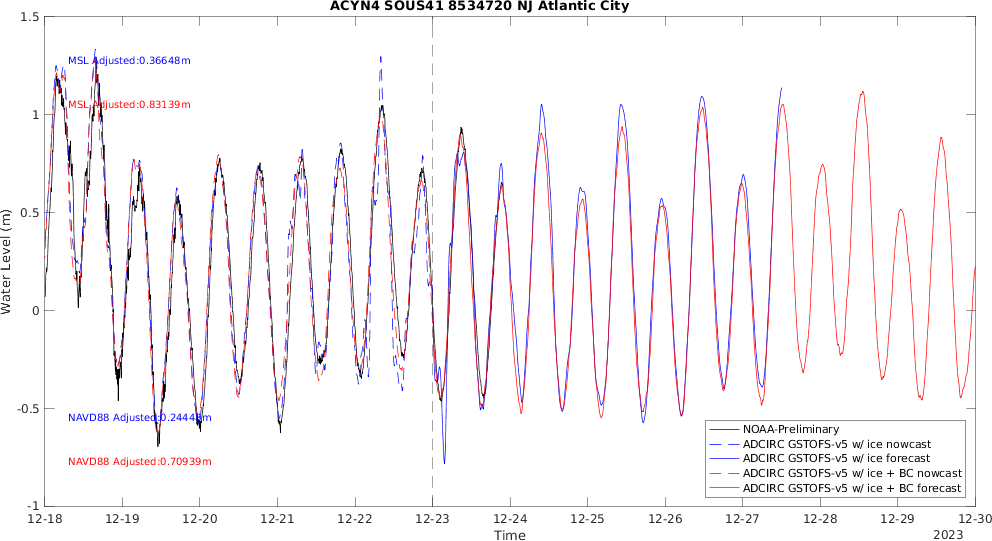 ACYN4 SOUS41 8534720 NJ Atlantic City
1.5
1
0.5
0
-0.5
-1
Water Level (m)
MSL Adjusted:0.36648m
MSL Adjusted:0.83139m
NAVD88 Adjusted:0.24448m
NAVD88 Adjusted:0.70939m
NOAA-Preliminary
ADCIRC GSTOFS-v5 w/ ice nowcast
ADCIRC GSTOFS-v5 w/ ice forecast
ADCIRC GSTOFS-v5 w/ ice + BC nowcast
ADCIRC GSTOFS-v5 w/ ice + BC forecast
12-18 12-19 12-20 12-21 12-22 12-23 12-24 12-25 12-26 12-27 12-28 12-29 12-30
Time
2023